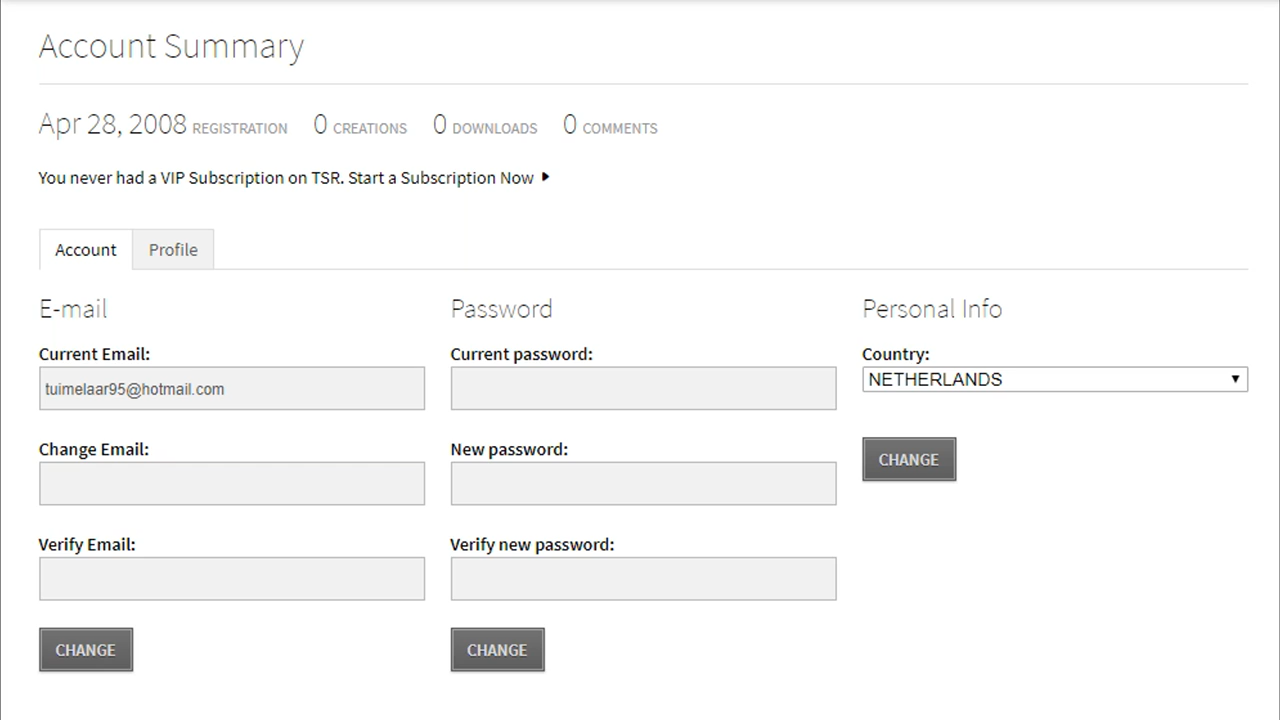 Account Summary
Apr 28, 2008 REGISTRATION 0 CREATIONS 0 DOWNLOADS 0 COMMENTS
You never had a VIP Subscription on TSR. Start a Subscription Now
Account Profile
E-mail Password Personal Info
Current Email: Current password: Country:
tuimelaar95@hotmail.com NETHERLANDS
Change Email: New password: CHANGE
Verify Email: Verify new password:
CHANGE CHANGE